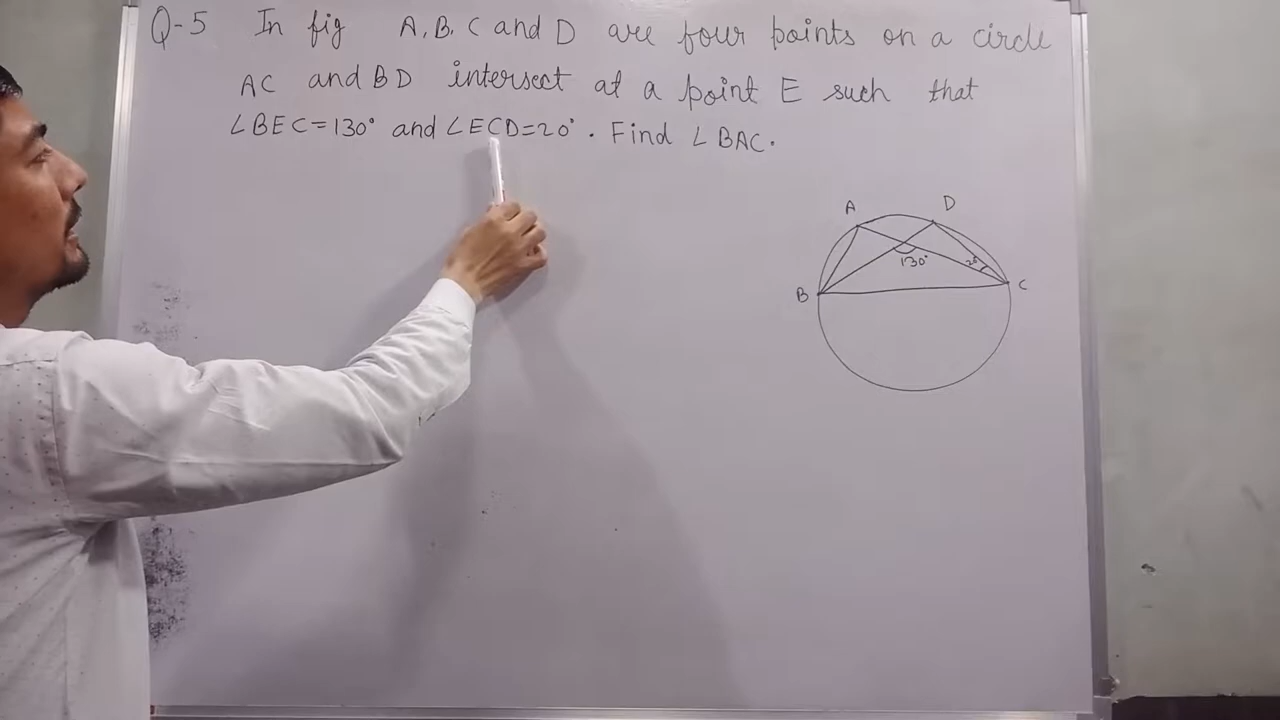 Q-5 In fig A, B, C and D are four points on a circle
AC and BD intersect at a point E such that
∠BEC=130° and ∠ECD=20°. Find ∠BAC.
A
D
130°
20°
B
C